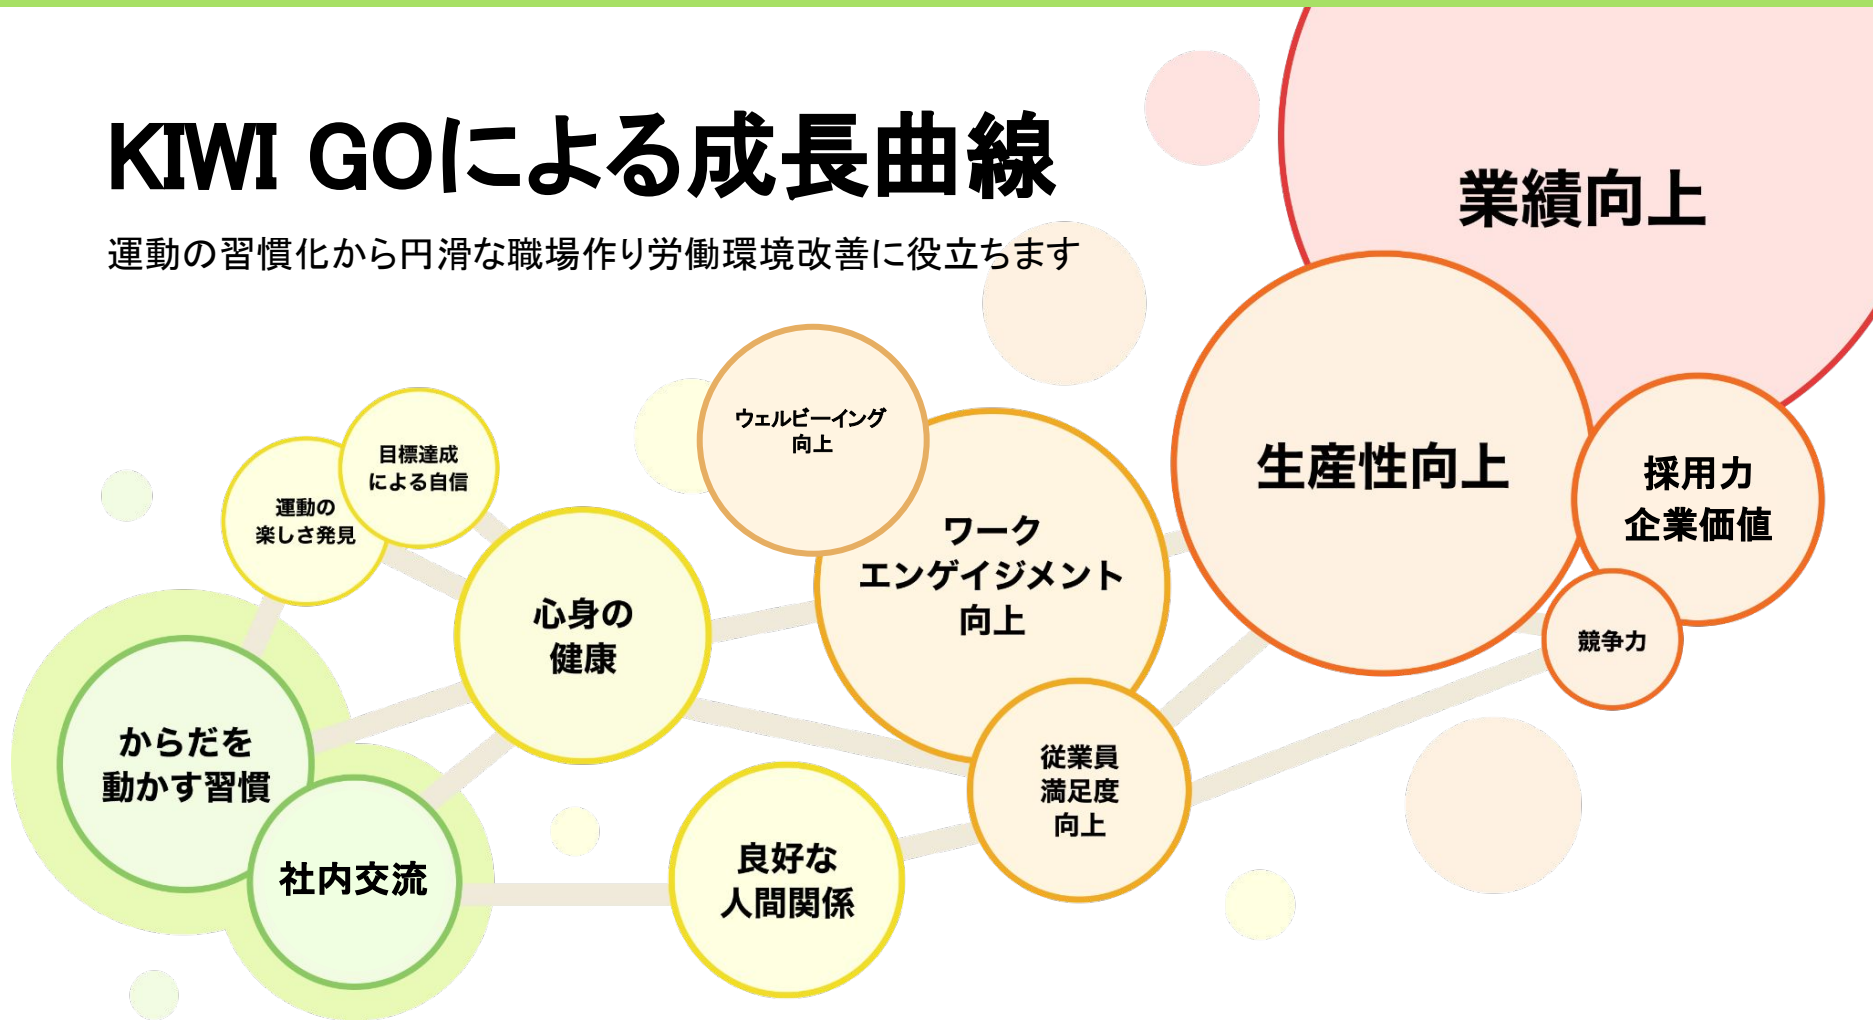 KIWI GOによる成長曲線
運動の習慣化から円滑な職場作り労働環境改善に役立ちます
業績向上
生産性向上
採用力
企業価値
競争力
ウェルビーイング
向上
ワーク
エンゲイジメント
向上
従業員
満足度
向上
目標達成
による自信
運動の
楽しさ発見
心身の
健康
からだを
動かす習慣
社内交流
良好な
人間関係